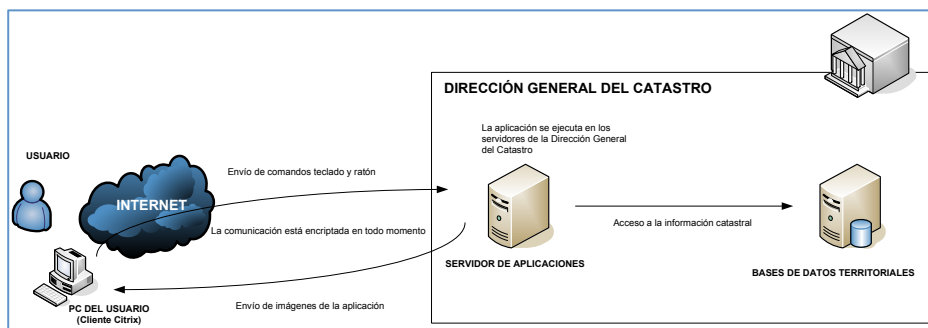 DIRECCIÓN GENERAL DEL CATASTRO
La aplicación se ejecuta en los
servidores de la Dirección General
del Catastro
USUARIO
Envío de comandos teclado y ratón
INTERNET
La comunicación está encriptada en todo momento
Acceso a la información catastral
SERVIDOR DE APLICACIONES
BASES DE DATOS TERRITORIALES
Envío de imágenes de la aplicación
PC DEL USUARIO
(Cliente Citrix)